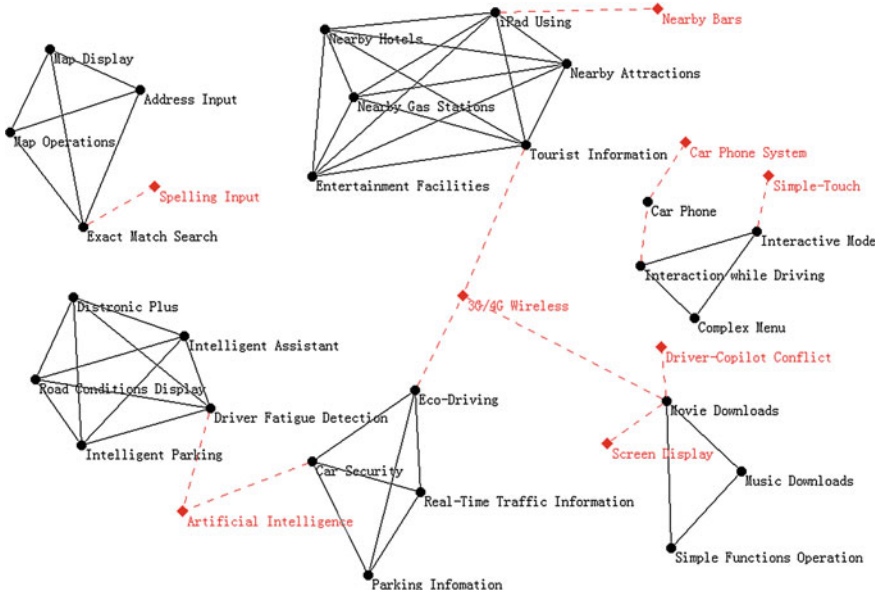 iPad Using
Nearby Bars
Nearby Hotels
Map Display
Nearby Attractions
Address Input
Nearby Gas Stations
Map Operations
Tourist Information
Car Phone System
Entertainment Facilities
Simple-Touch
Spelling Input
Car Phone
Exact Match Search
Interactive Mode
Interaction while Driving
Distronic Plus
3G/4G Wireless
Complex Menu
Intelligent Assistant
Driver-Copilot Conflict
Road Conditions Display
Eco-Driving
Driver Fatigue Detection
Movie Downloads
Intelligent Parking
Screen Display
Car Security
Music Downloads
Real-Time Traffic Information
Artificial Intelligence
Simple Functions Operation
Parking Infomation